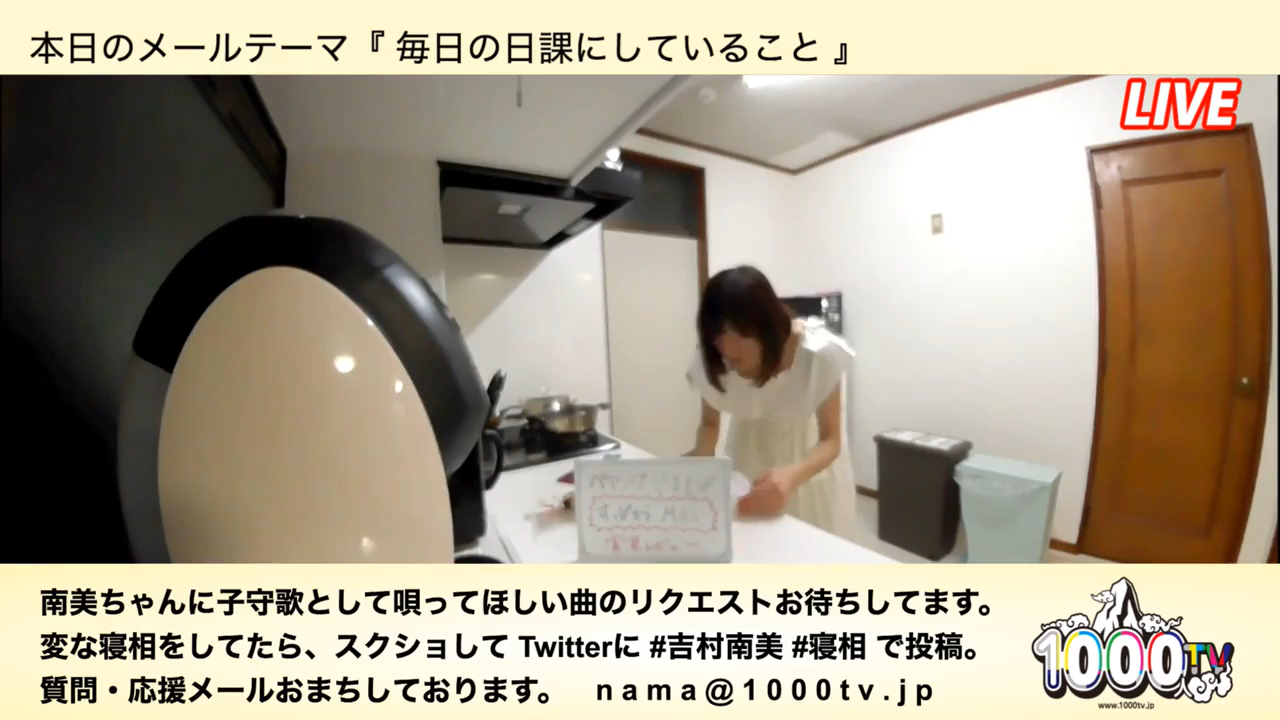 本日のメールテーマ『 毎日の日課にしていること 』
LIVE
南美ちゃんに子守歌として唄ってほしい曲のリクエストお待ちしてます。
変な寝相をしてたら、スクショして Twitterに #吉村南美 #寝相 で投稿。
質問・応援メールおまちしております。 nama@1000tv.jp
1000TV
www.1000tv.jp